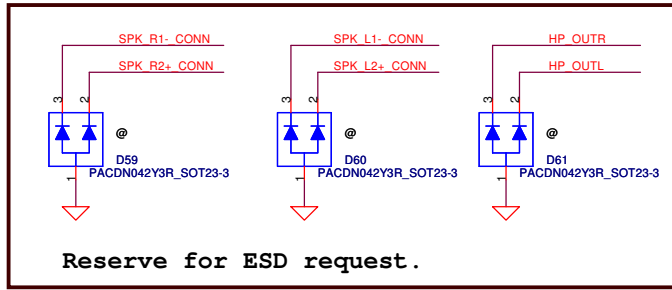 SPK_R1-_CONN
SPK_R2+_CONN
3
2
@
D59
PACDN042Y3R_SOT23-3
1
SPK_L1-_CONN
SPK_L2+_CONN
3
2
@
D60
PACDN042Y3R_SOT23-3
1
HP_OUTR
HP_OUTL
3
2
@
D61
PACDN042Y3R_SOT23-3
1
Reserve for ESD request.